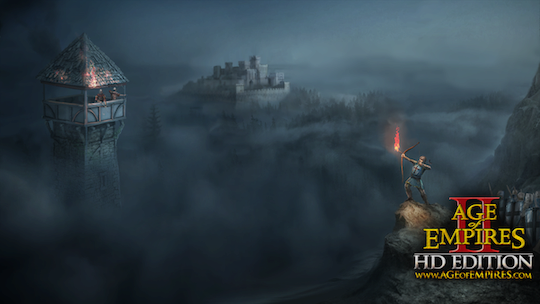 AGE
of
EMPIRES
II
HD EDITION
WWW.AGEOFEMPIRES.COM